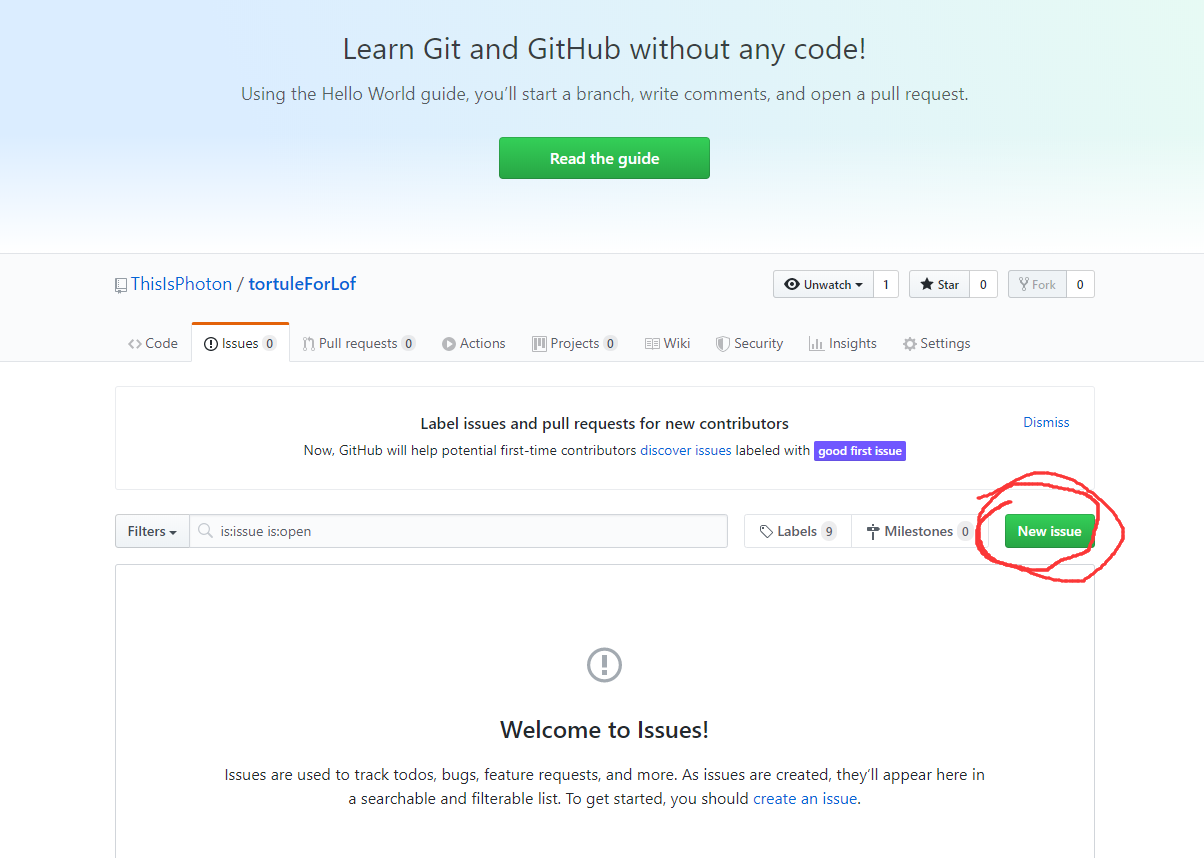 Learn Git and GitHub without any code!
Using the Hello World guide, you’ll start a branch, write comments, and open a pull request.
Read the guide
ThisIsPhoton / tortuleForLof
Unwatch 1 Star 0 Fork 0
Code Issues 0 Pull requests 0 Actions Projects 0 Wiki Security Insights Settings
Label issues and pull requests for new contributors
Dismiss
Now, GitHub will help potential first-time contributors discover issues labeled with good first issue
Filters is:issue is:open Labels 9 Milestones 0 New issue
Welcome to Issues!
Issues are used to track todos, bugs, feature requests, and more. As issues are created, they’ll appear here in
a searchable and filterable list. To get started, you should create an issue.